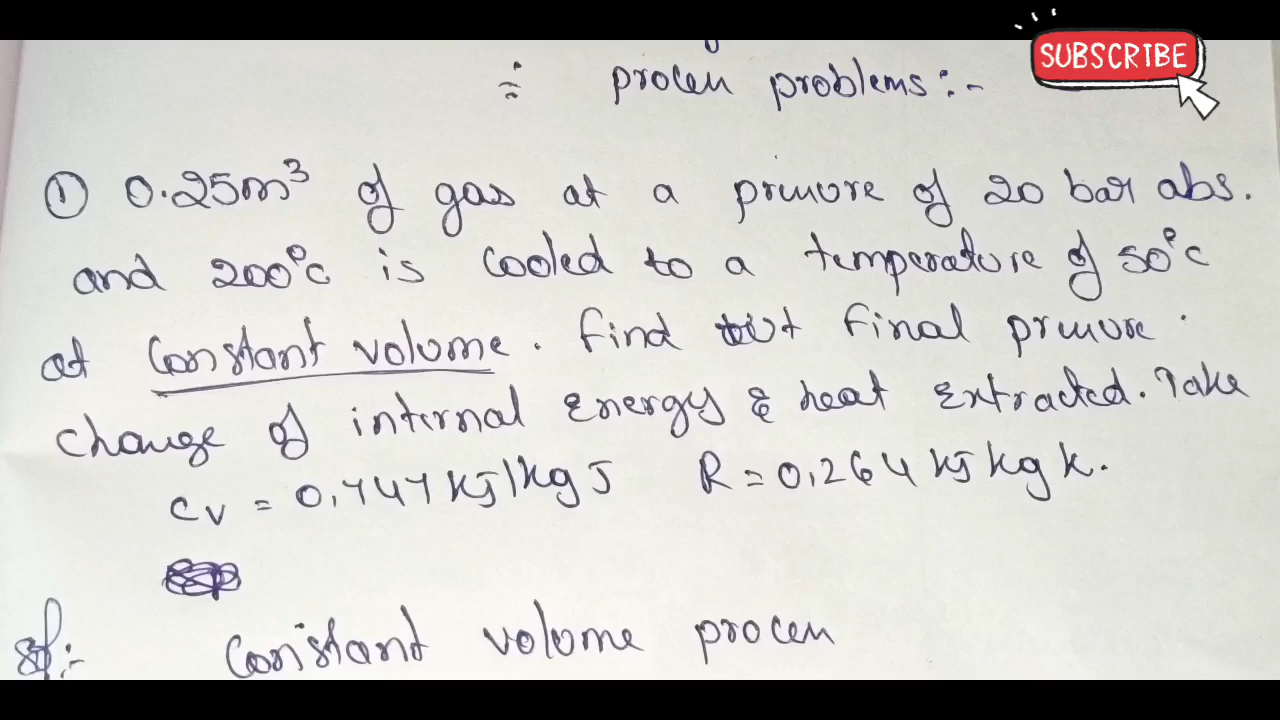 SUBSCRIBE
÷ process problems:-
① 0.25m³ of gas at a pressure of 20 bar abs.
and 200°c is cooled to a temperature of 50°c
at constant volume. find out final pressure.
change of internal energy & heat extracted. Take
Cv = 0.747 KJ/kg J R = 0.264 KJ kg k.
Sol:- Constant volume process